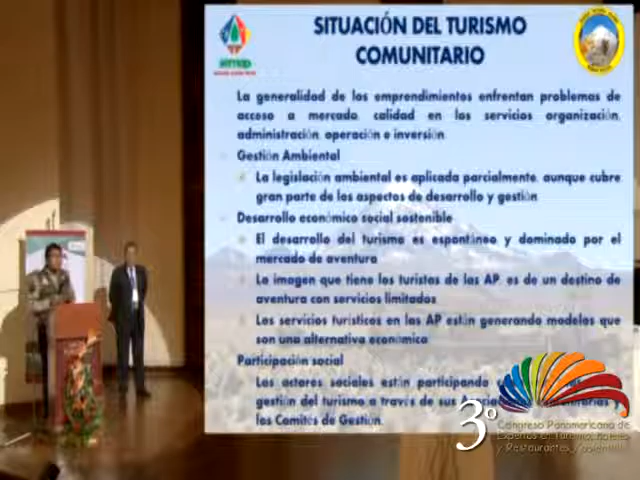 SITUACIÓN DEL TURISMO
COMUNITARIO
La generalidad de los emprendimientos enfrentan problemas de
acceso a mercado, calidad en los servicios organización,
administración, operación e inversión
Gestión Ambiental
La legislación ambiental es aplicada parcialmente, aunque cubre
gran parte de los aspectos de desarrollo y gestión
Desarrollo económico social sostenible
El desarrollo del turismo es espontáneo y dominado por el
mercado de aventura
La imagen que tiene los turistas de las AP, es de un destino de
aventura con servicios limitados
Los servicios turísticos en las AP están generando modelos que
son una alternativa económica
Participación social
Los actores sociales están participando
gestión del turismo a través de sus
los Comités de Gestión.
3°
Congreso Panamericano de
Expertos en Turismo, Hoteles
y Restaurantes